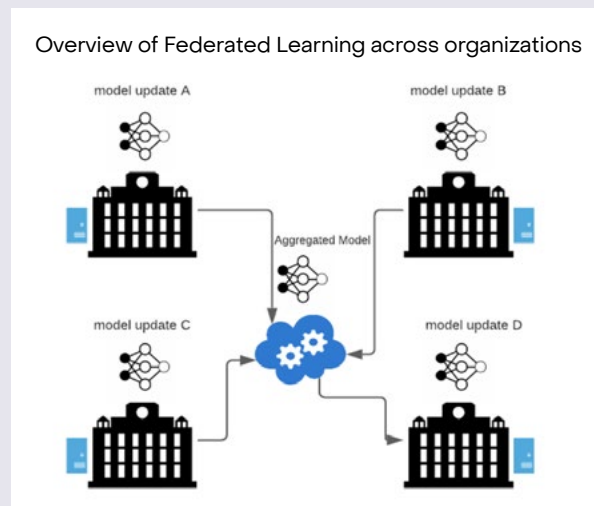 Overview of Federated Learning across organizations
model update A
model update B
Aggregated Model
model update C
model update D